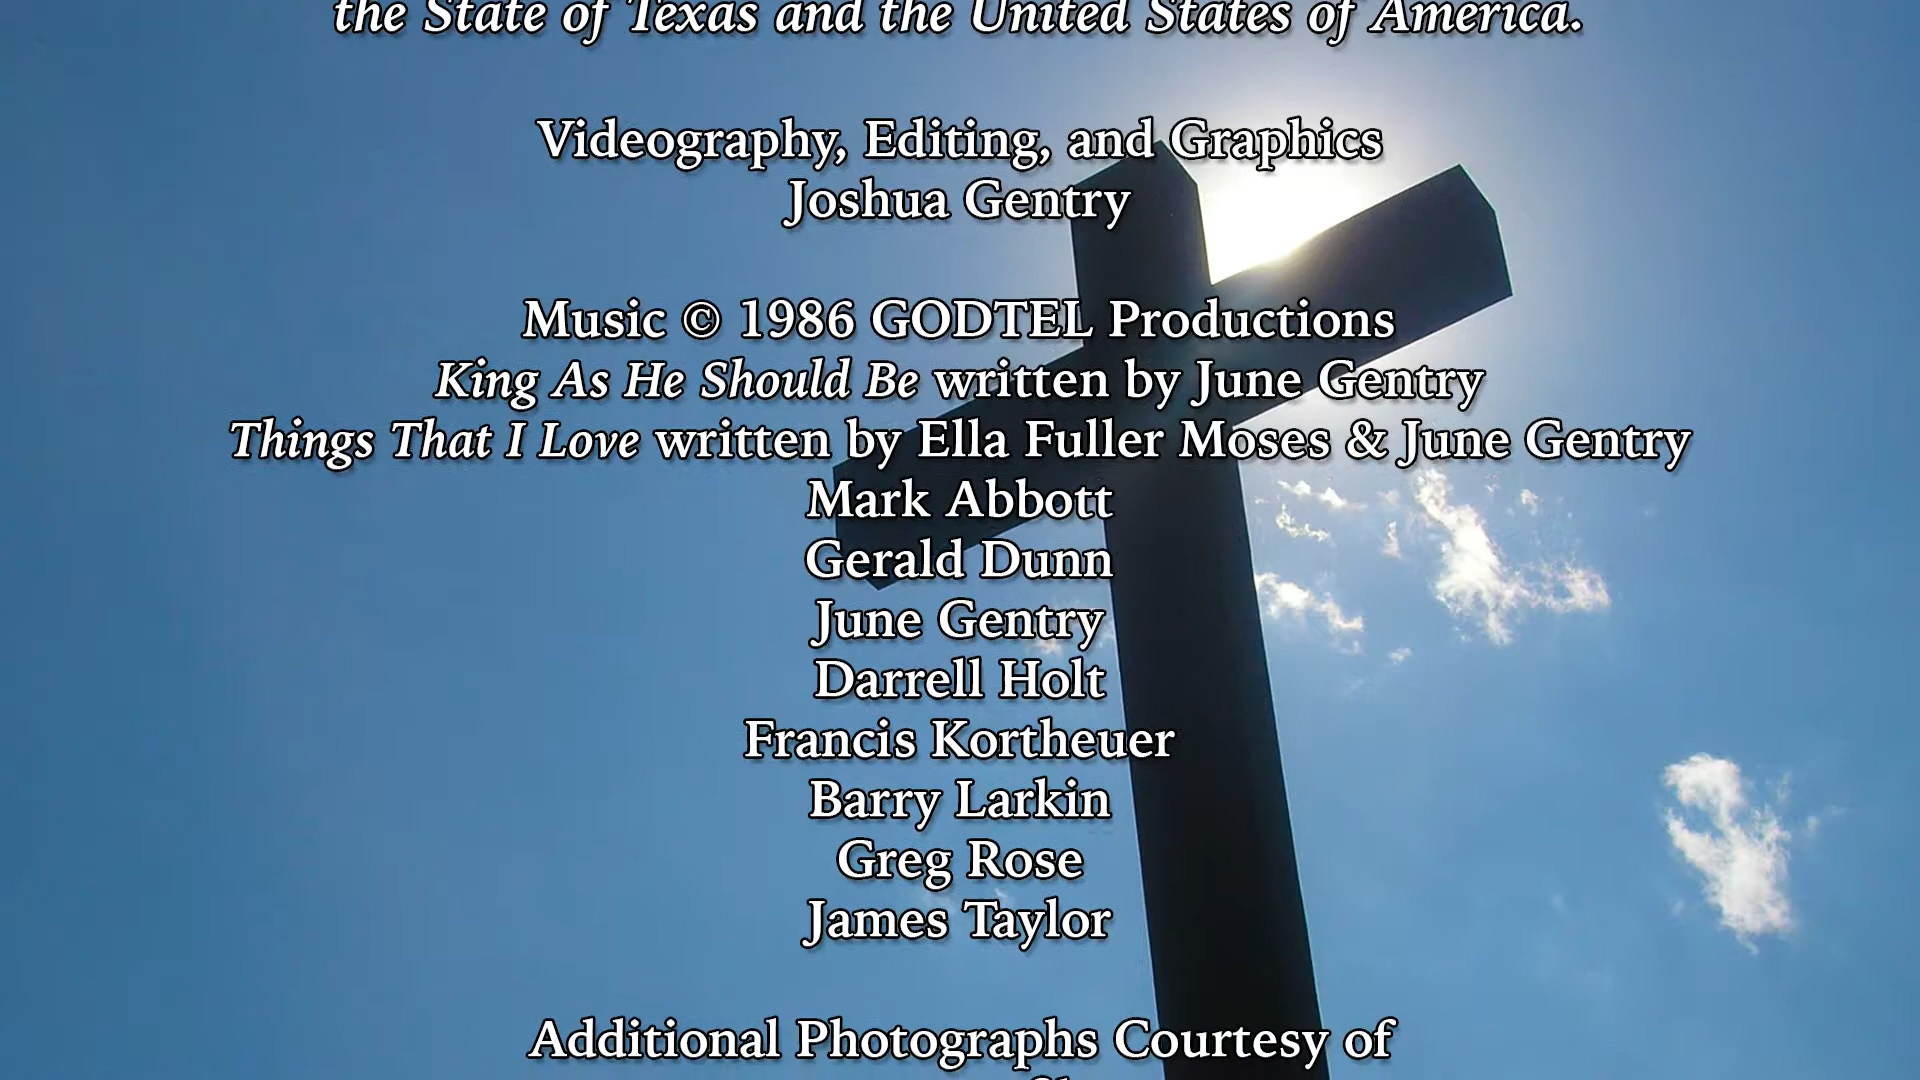 the State of Texas and the United States of America.
Videography, Editing, and Graphics
Joshua Gentry
Music © 1986 GODTEL Productions
King As He Should Be written by June Gentry
Things That I Love written by Ella Fuller Moses & June Gentry
Mark Abbott
Gerald Dunn
June Gentry
Darrell Holt
Francis Kortheuer
Barry Larkin
Greg Rose
James Taylor
Additional Photographs Courtesy of